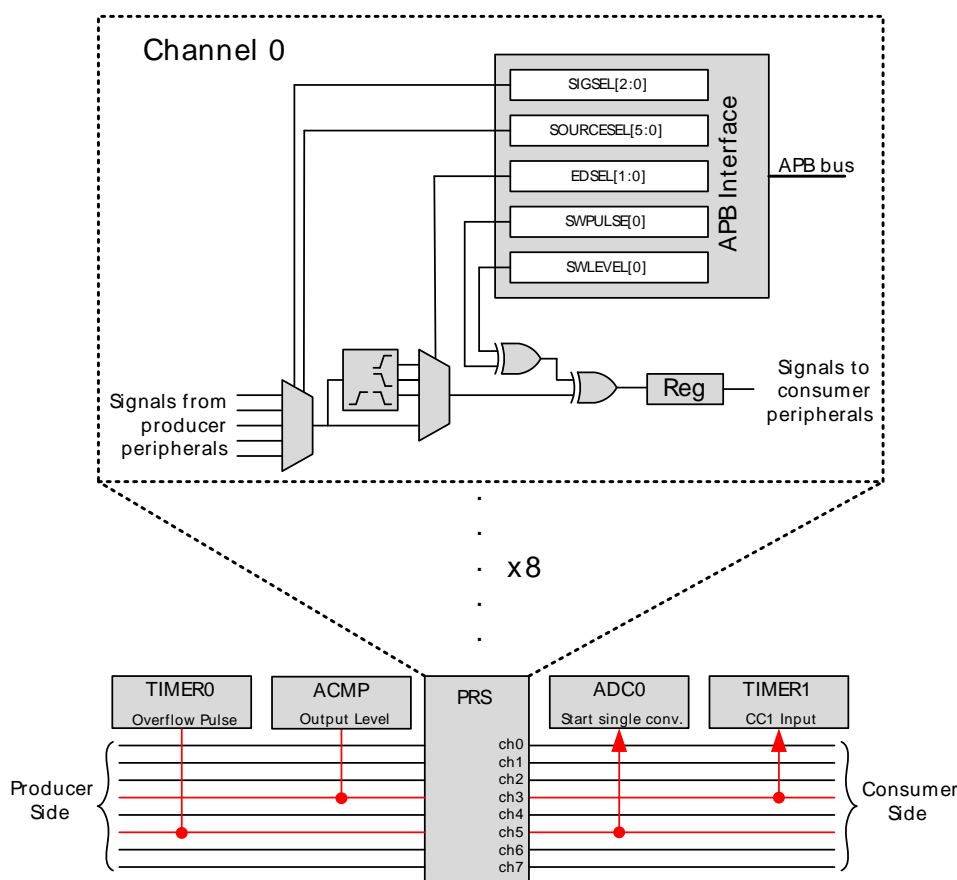 Channel 0
SIGSEL[2:0]
SOURCESEL[5:0]
EDSEL[1:0]
SWPULSE[0]
SWLEVEL[0]
APB Interface
APB bus
Signals from
producer
peripherals
Reg
Signals to
consumer
peripherals
x8
TIMER0
Overflow Pulse
ACMP
Output Level
PRS
ADC0
Start single conv.
TIMER1
CC1 Input
ch0
ch1
ch2
ch3
ch4
ch5
ch6
ch7
Producer
Side
Consumer
Side